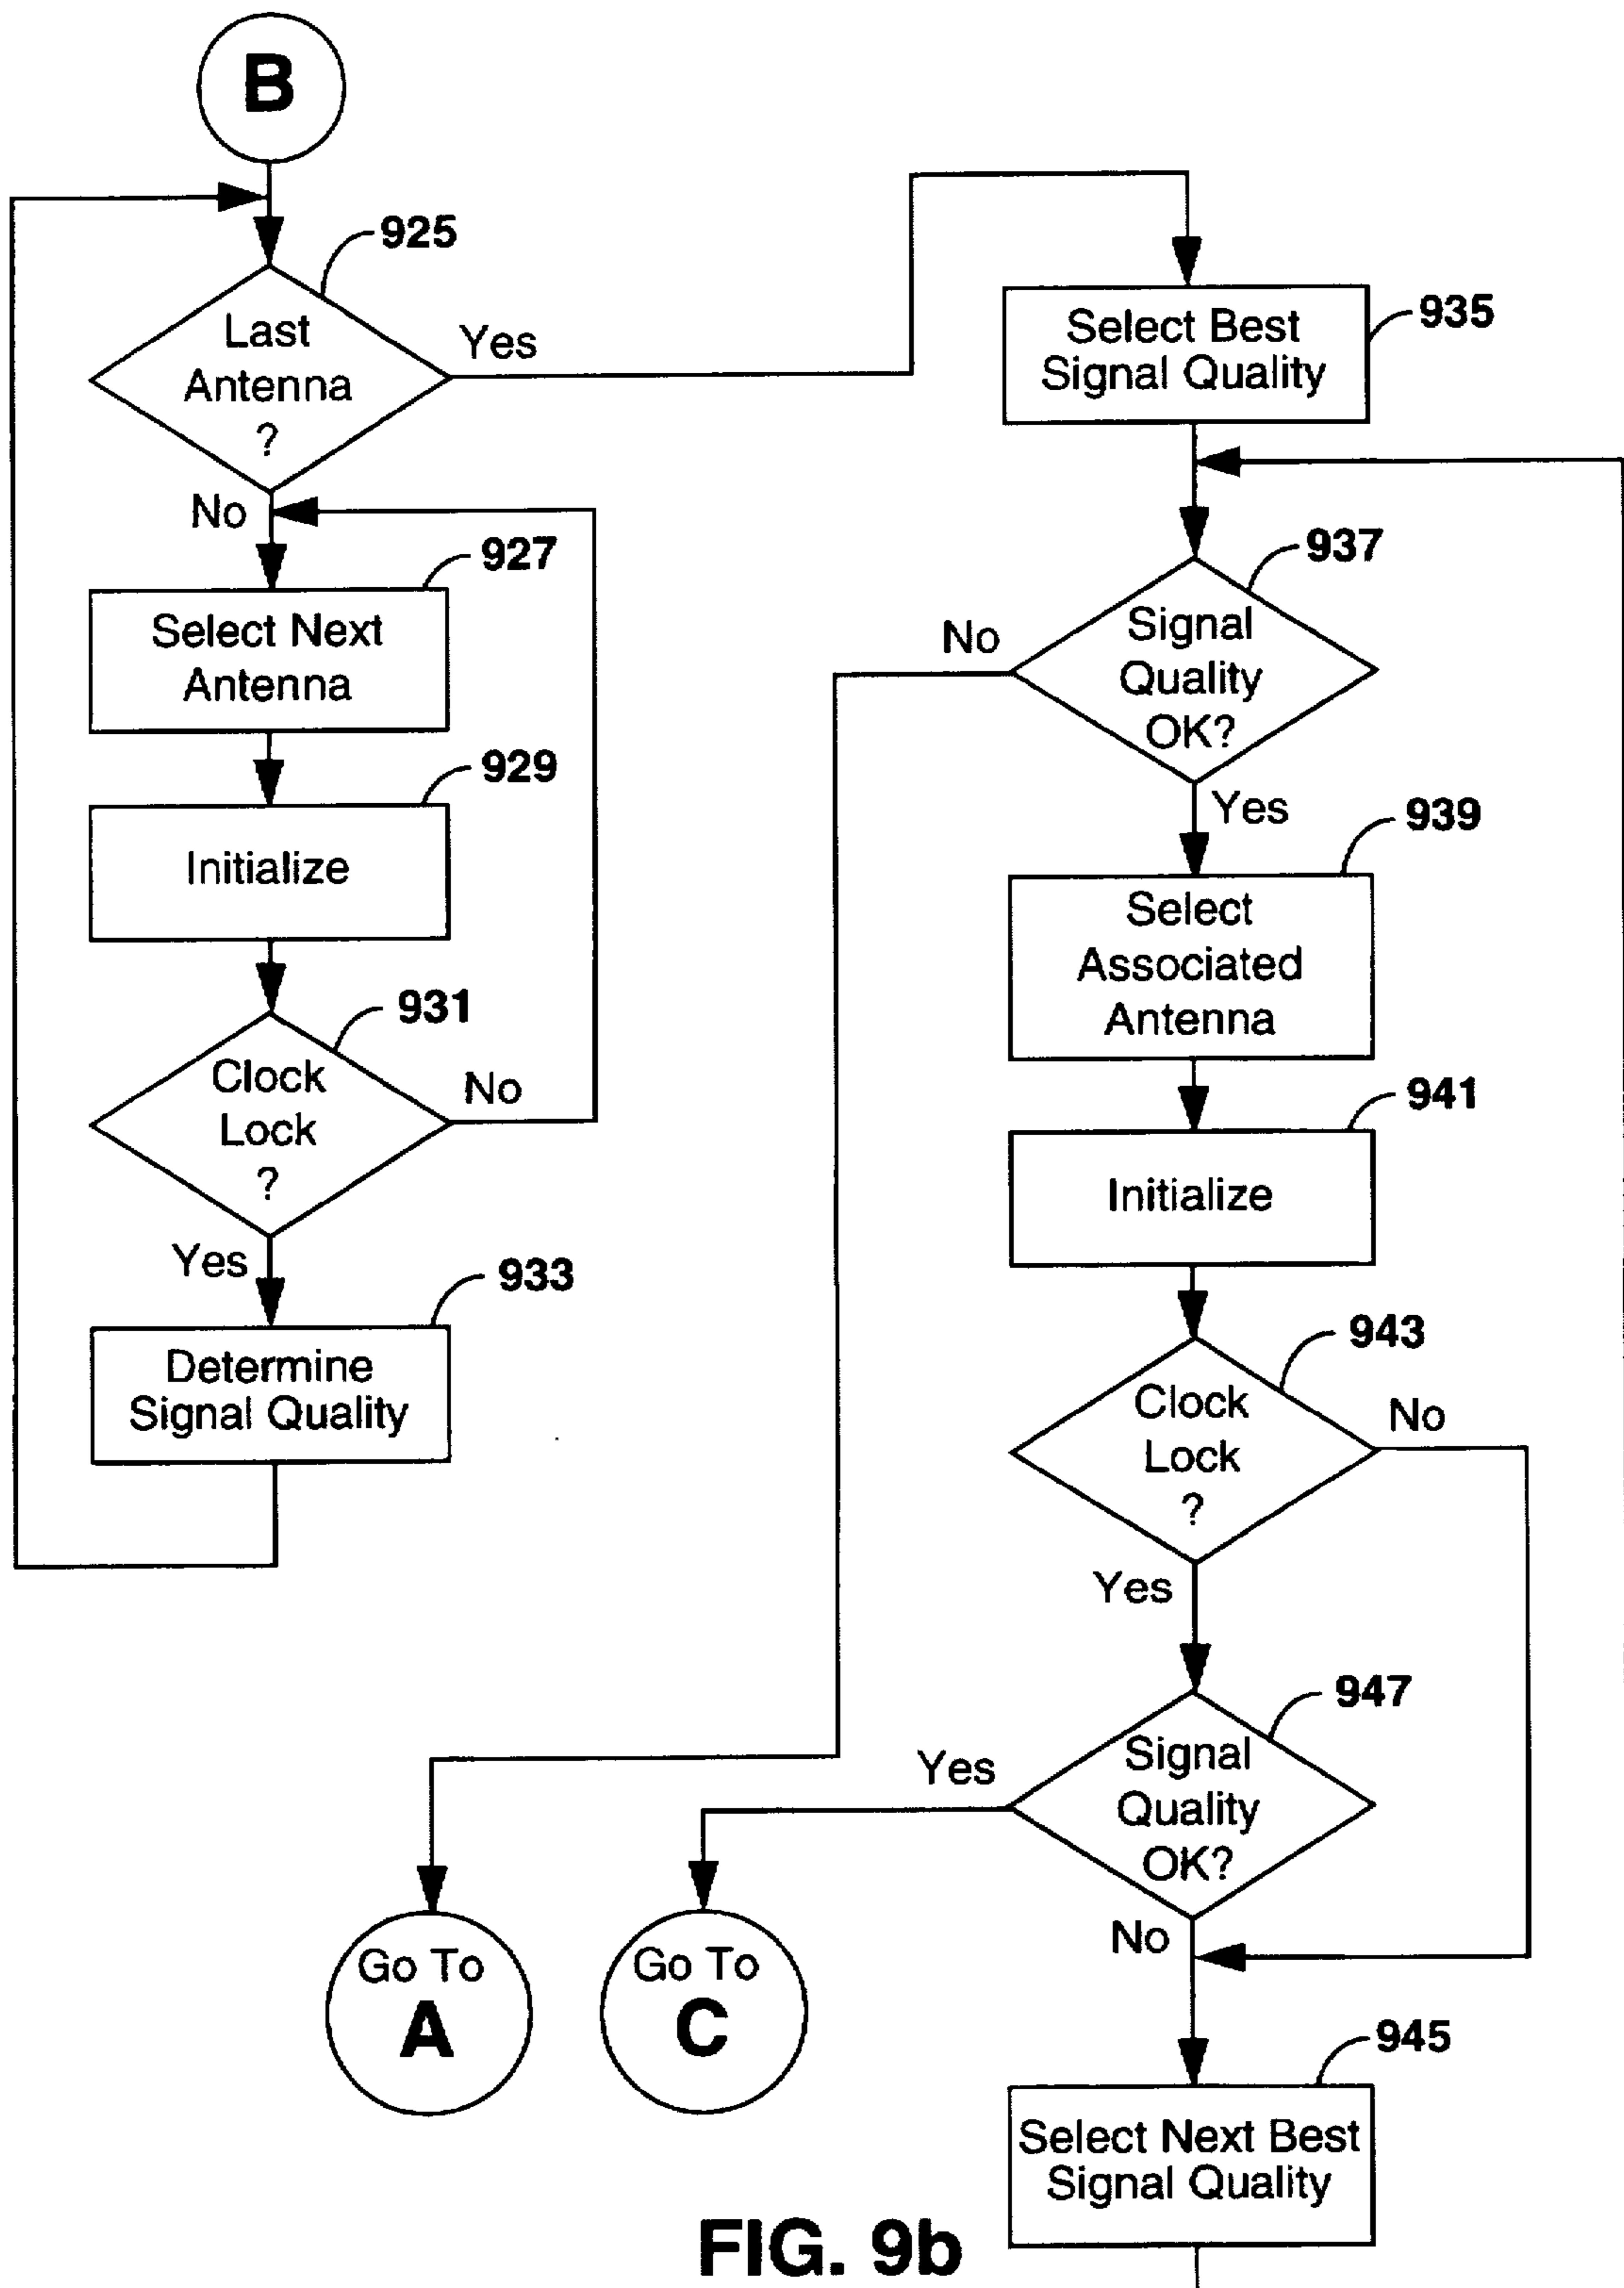 B
925
Last
Antenna
?
Yes
No
927
Select Next
Antenna
929
Initialize
931
Clock
Lock
?
No
Yes
933
Determine
Signal Quality
935
Select Best
Signal Quality
937
Signal
Quality
OK?
No
Yes
939
Select
Associated
Antenna
941
Initialize
943
Clock
Lock
?
No
Yes
947
Signal
Quality
OK?
Yes
No
Go To
A
Go To
C
945
Select Next Best
Signal Quality
FIG. 9b